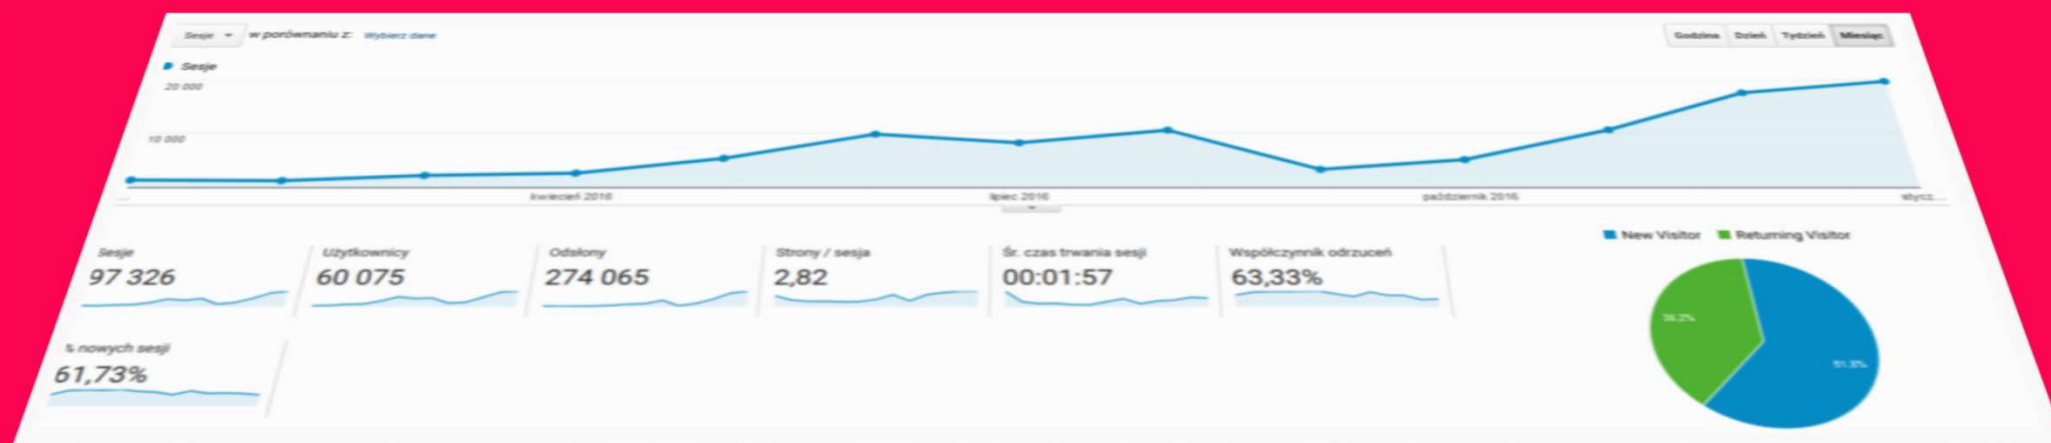 Sesje w porównaniu z: Wybierz dane
Godzina Dzień Tydzień Miesiąc
Sesje
20 000
10 000
... kwiecień 2016 lipiec 2016 październik 2016 stycz...
New Visitor Returning Visitor
Sesje Użytkownicy Odsłony Strony / sesja Śr. czas trwania sesji Współczynnik odrzuceń
97 326 60 075 274 065 2,82 00:01:57 63,33%
% nowych sesji
61,73%